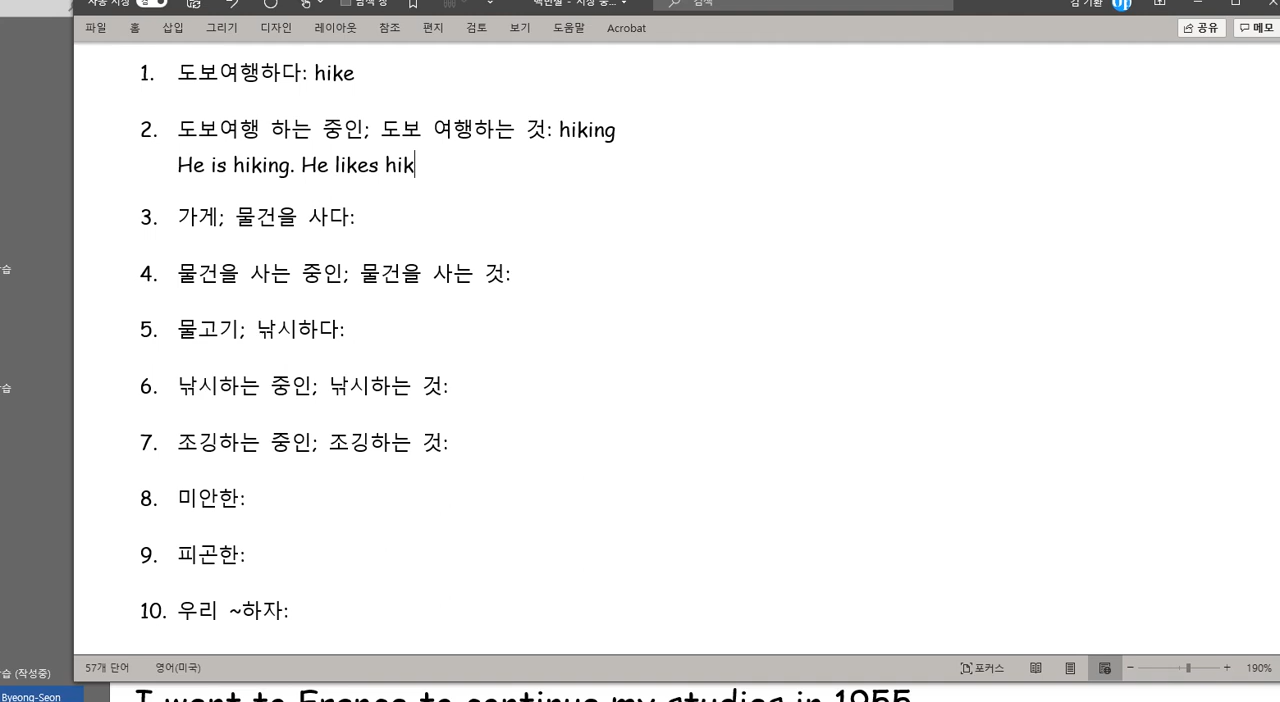 파일 홈 삽입 그리기 디자인 레이아웃 참조 편지 검토 보기 도움말 Acrobat 공유 메모
1. 도보여행하다: hike
2. 도보여행 하는 중인; 도보 여행하는 것: hiking
He is hiking. He likes hik
3. 가게; 물건을 사다:
4. 물건을 사는 중인; 물건을 사는 것:
5. 물고기; 낚시하다:
6. 낚시하는 중인; 낚시하는 것:
7. 조깅하는 중인; 조깅하는 것:
8. 미안한:
9. 피곤한:
10. 우리 ~하자:
57개 단어 영어(미국) 포커스 190%
습 (작성중)
Byeong-Seon
I went to France to continue my studies in 1955